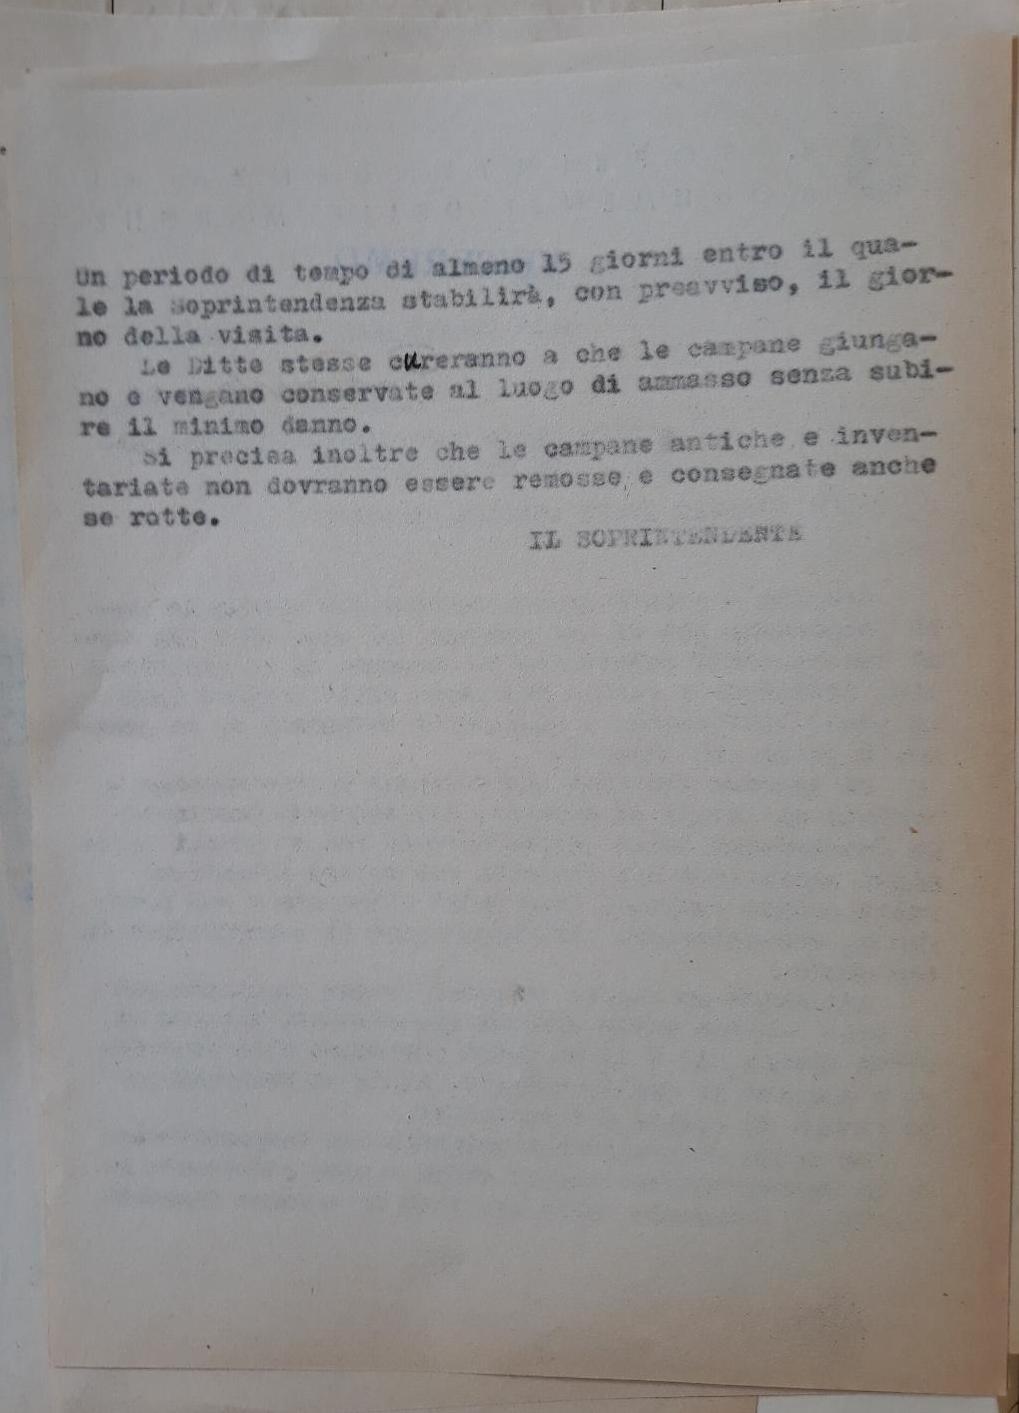 Un periodo di tempo di almeno 15 giorni entro il qua-
le la Soprintendenza stabilirà, con preavviso, il gior-
no della visita.
Le Ditte stesse cureranno a che le campane giunga-
no e vengano conservate al luogo di ammasso senza subi-
re il minimo danno.
Si precisa inoltre che le campane antiche e inven-
tariate non dovranno essere remosse e consegnate anche
se rotte.
IL SOPRINTENDENTE